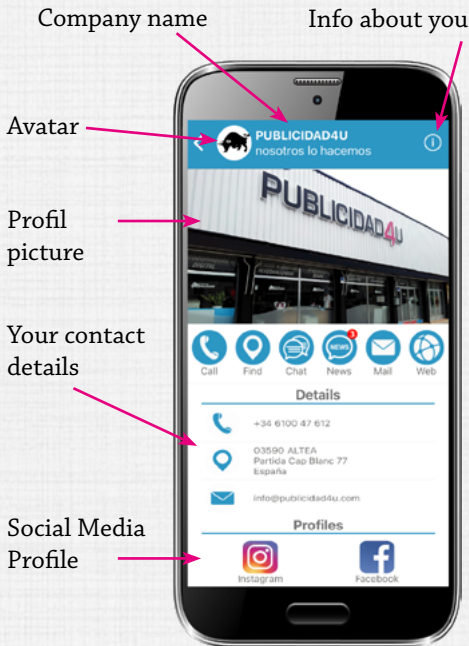 Company name
Info about you
Avatar
PUBLICIDAD4U
nosotros lo hacemos
Profil
picture
PUBLICIDAD4U
Your contact
details
Call Find Chat News Mail Web
NEWS
3
Details
+34 6100 47 612
03590 ALTEA
Partida Cap Blanc 77
España
info@publicidad4u.com
Social Media
Profile
Profiles
Instagram
Facebook